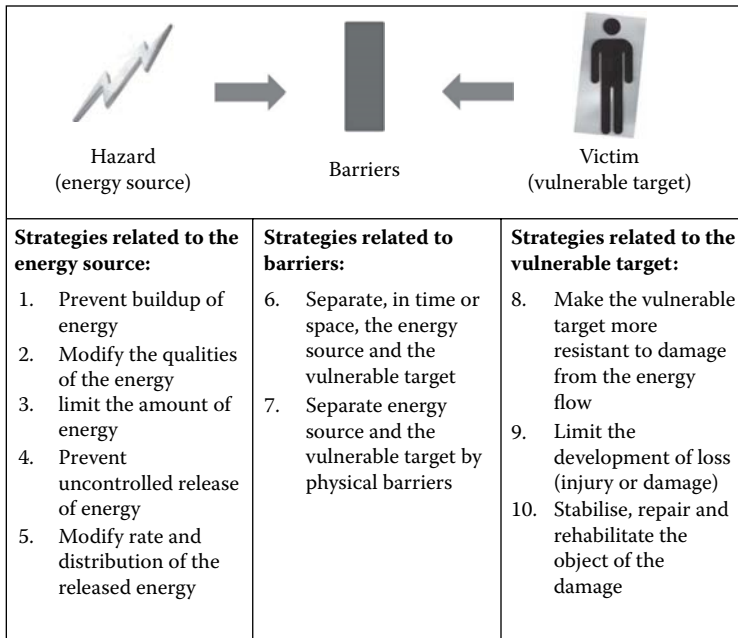 Hazard
(energy source)
Barriers
Victim
(vulnerable target)
Strategies related to the
energy source:
1. Prevent buildup of
energy
2. Modify the qualities
of the energy
3. limit the amount of
energy
4. Prevent
uncontrolled release
of energy
5. Modify rate and
distribution of the
released energy
Strategies related to
barriers:
6. Separate, in time or
space, the energy
source and the
vulnerable target
7. Separate energy
source and the
vulnerable target by
physical barriers
Strategies related to the
vulnerable target:
8. Make the vulnerable
target more
resistant to damage
from the energy
flow
9. Limit the
development of loss
(injury or damage)
10. Stabilise, repair and
rehabilitate the
object of the
damage